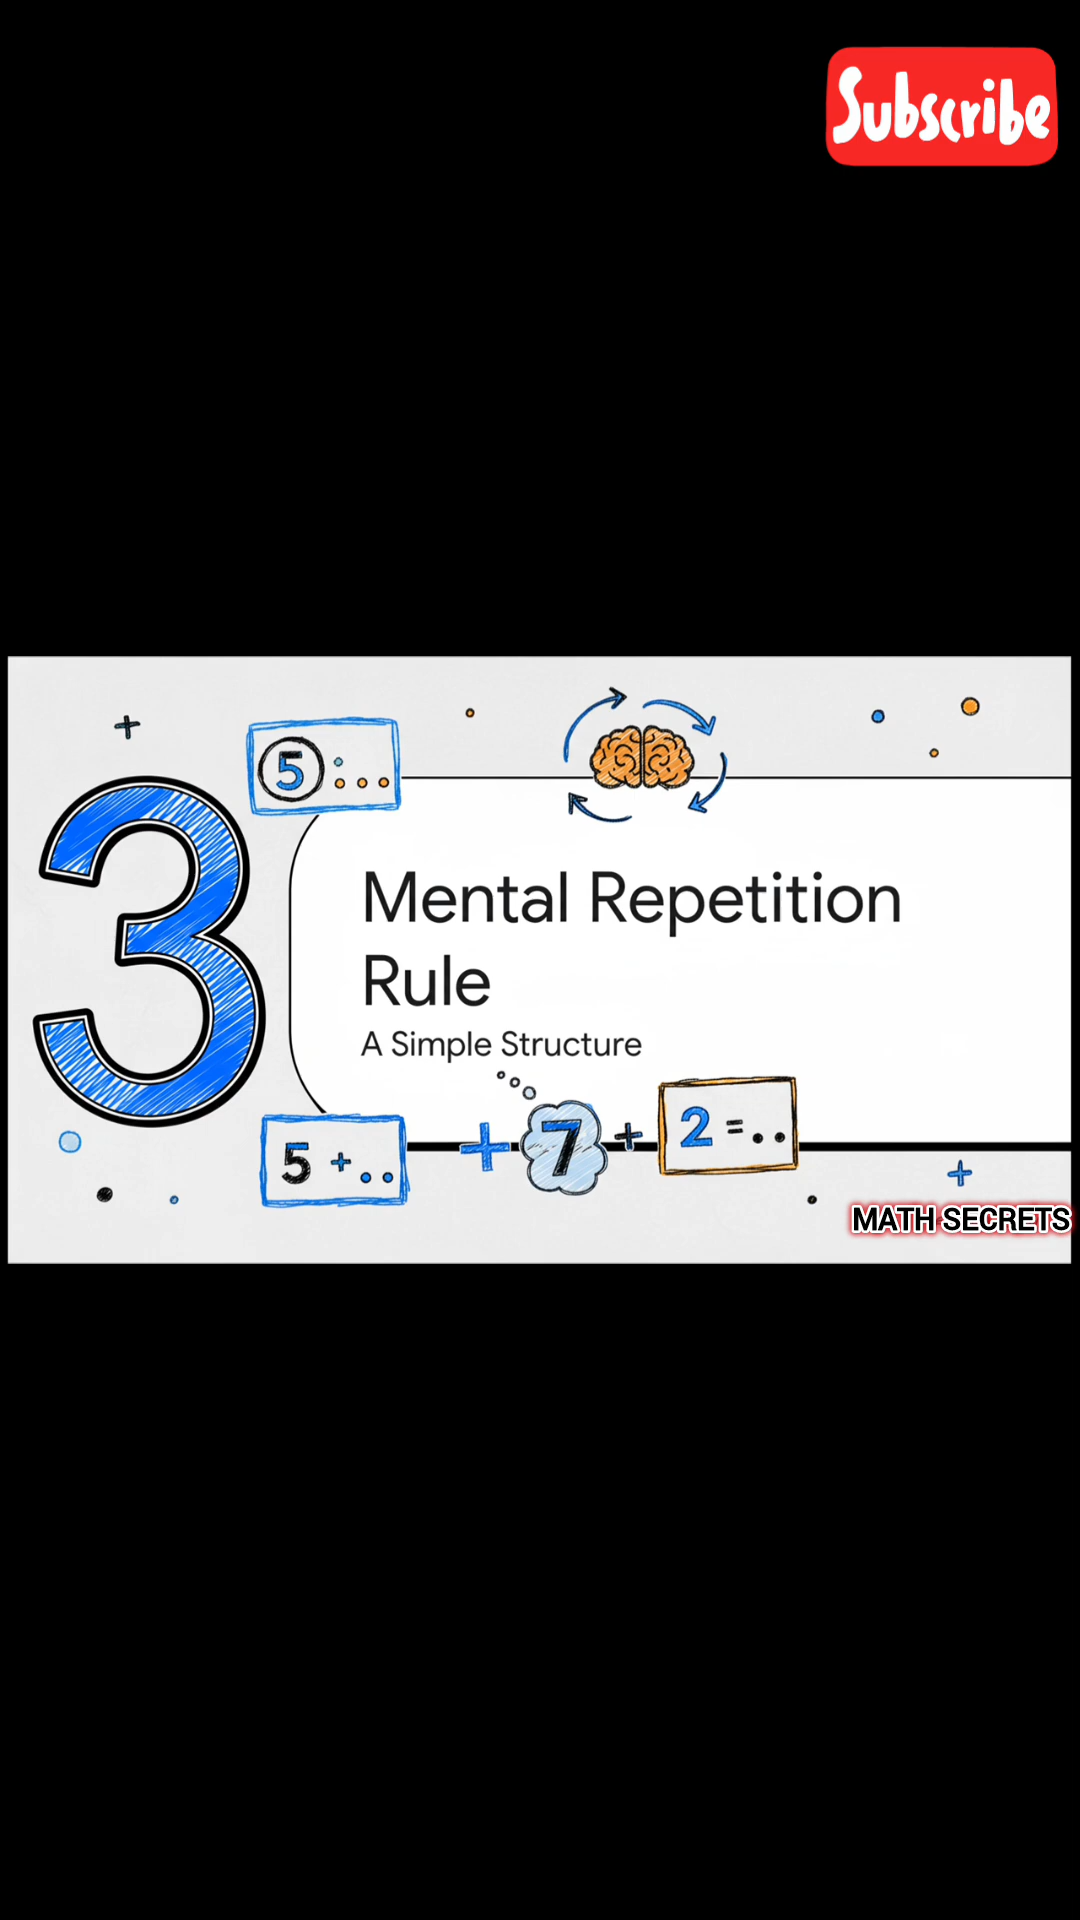 Subscribe
5 : . . .
3
Mental Repetition
Rule
A Simple Structure
5 + . .
+ 7 +
2 = . .
MATH SECRETS